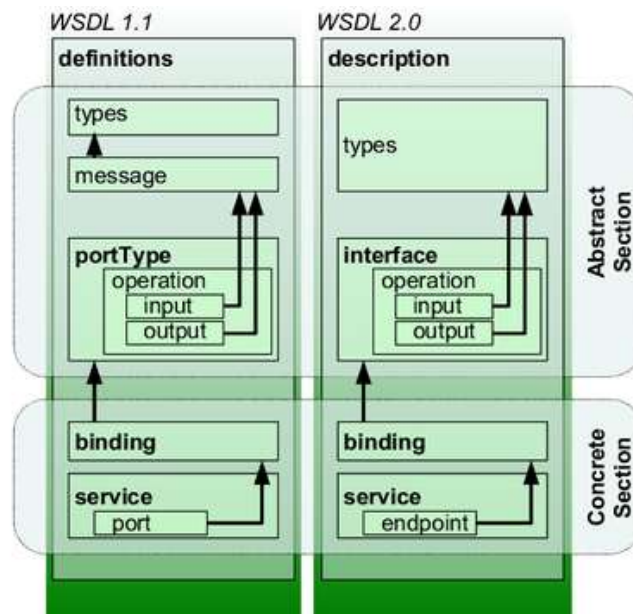 WSDL 1.1
definitions
types
message
portType
operation
input
output
binding
service
port
WSDL 2.0
description
types
interface
operation
input
output
binding
service
endpoint
Abstract
Section
Concrete
Section